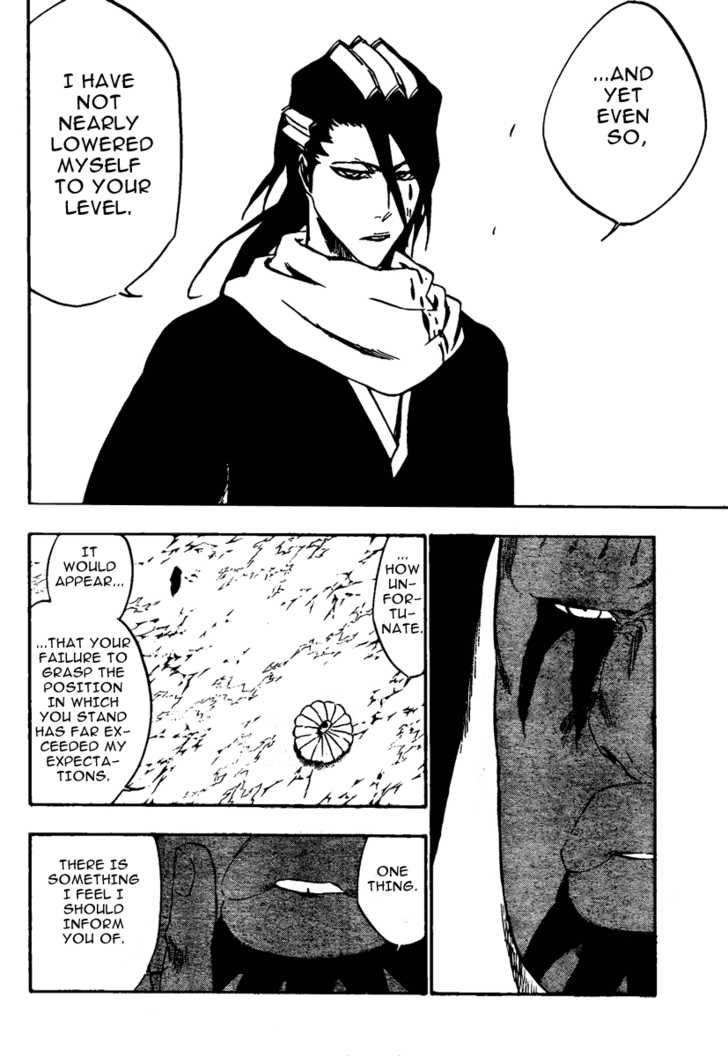 ...AND
YET
EVEN
SO,
I HAVE
NOT
NEARLY
LOWERED
MYSELF
TO YOUR
LEVEL.
...
HOW
UN-
FOR-
TU-
NATE.
IT
WOULD
APPEAR...
...THAT YOUR
FAILURE TO
GRASP THE
POSITION
IN WHICH
YOU STAND
HAS FAR EX-
CEEDED MY
EXPECTA-
TIONS.
ONE
THING.
THERE IS
SOMETHING
I FEEL I
SHOULD
INFORM
YOU OF.